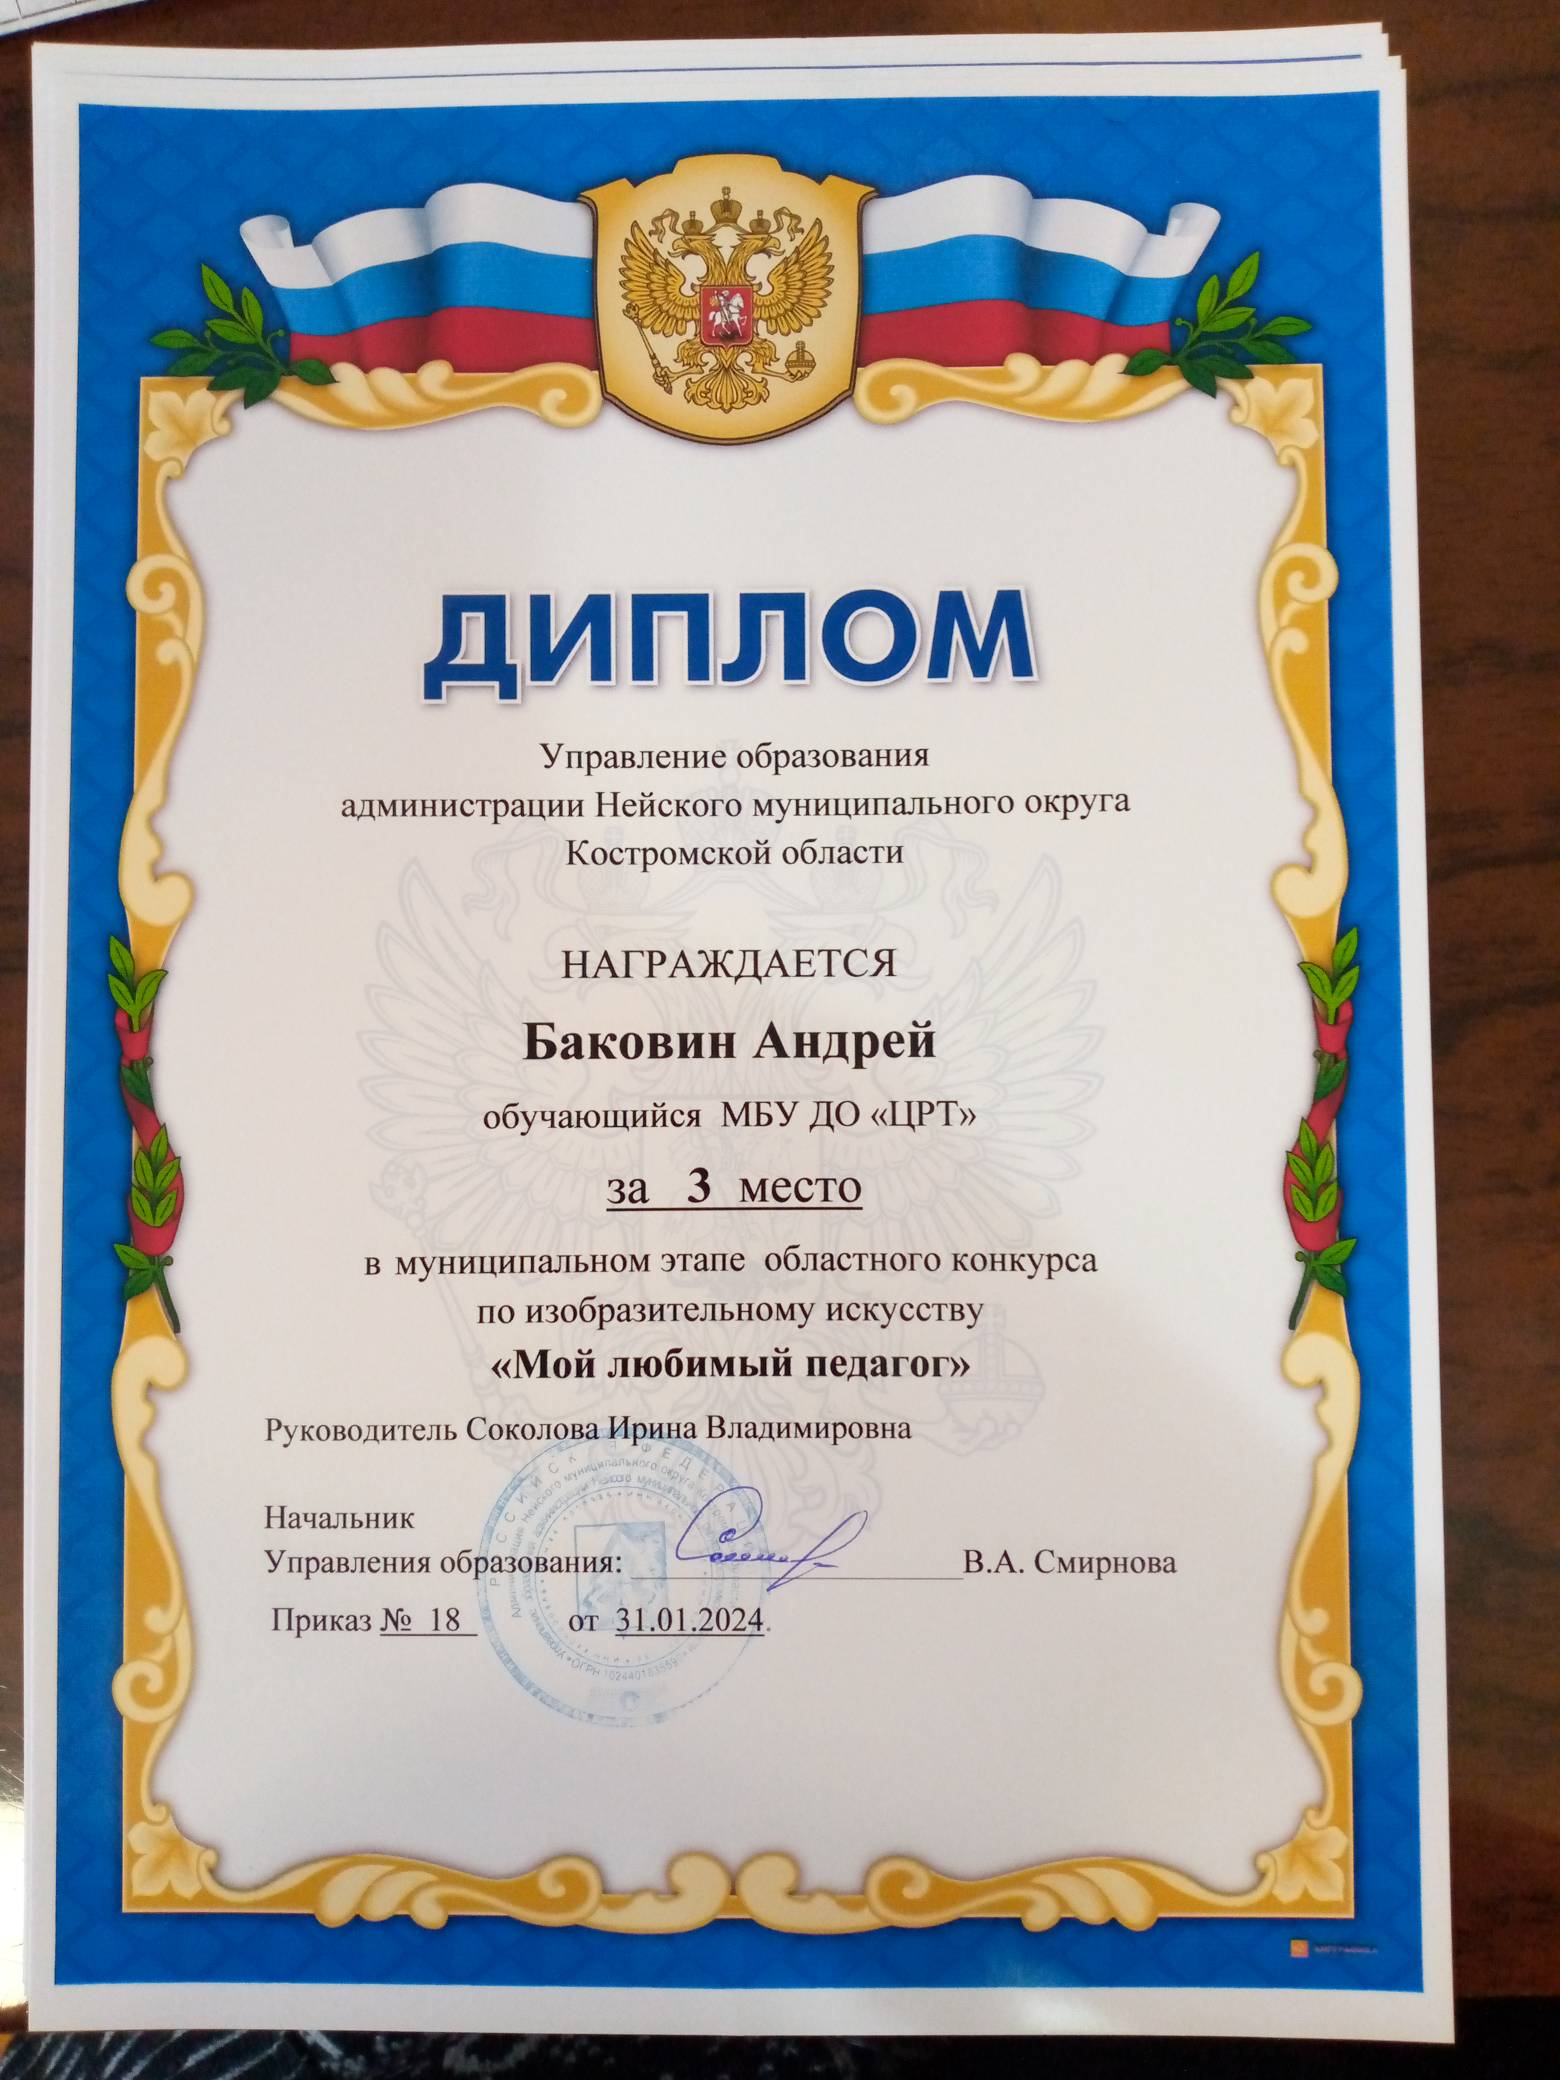 ДИПЛОМ
Управление образования
администрации Нейского муниципального округа
Костромской области
НАГРАЖДАЕТСЯ
Баковин Андрей
обучающийся МБУ ДО «ЦРТ»
за 3 место
в муниципальном этапе областного конкурса
по изобразительному искусству
«Мой любимый педагог»
Руководитель Соколова Ирина Владимировна
Начальник
Управления образования: В.А. Смирнова
Приказ № 18 от 31.01.2024.